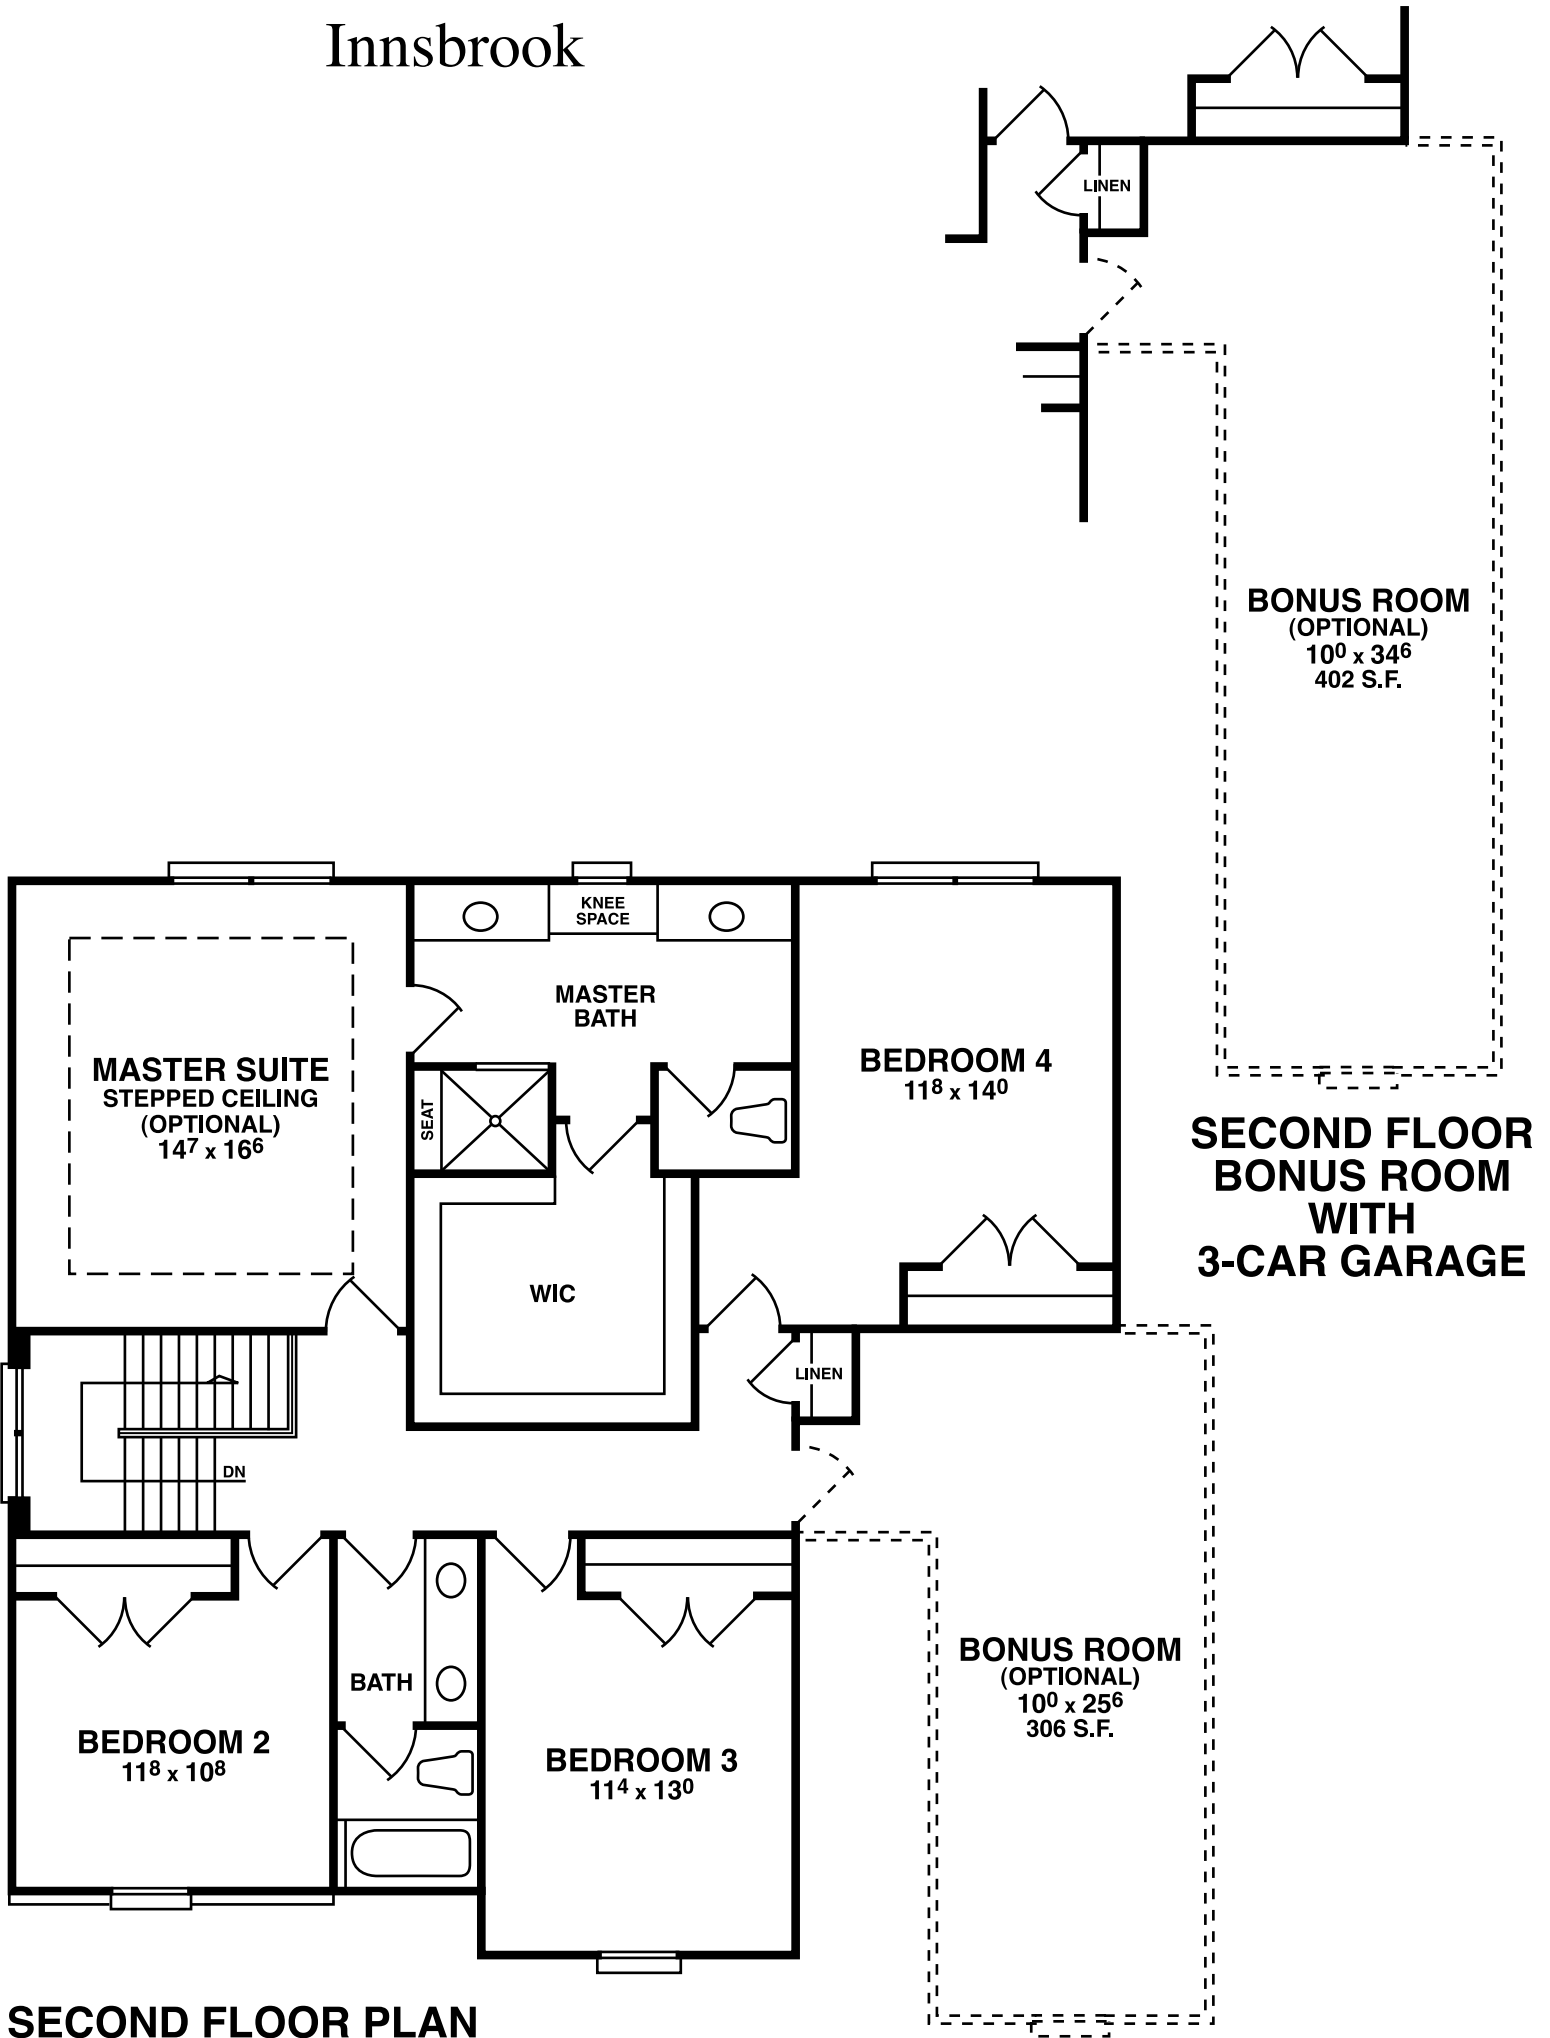 Innsbrook
LINEN
BONUS ROOM
(OPTIONAL)
10⁰ x 34⁶
402 S.F.
SECOND FLOOR
BONUS ROOM
WITH
3-CAR GARAGE
KNEE
SPACE
MASTER
BATH
MASTER SUITE
STEPPED CEILING
(OPTIONAL)
14⁷ x 16⁶
SEAT
BEDROOM 4
11⁸ x 14⁰
WIC
LINEN
DN
BATH
BEDROOM 2
11⁸ x 10⁸
BEDROOM 3
11⁴ x 13⁰
BONUS ROOM
(OPTIONAL)
10⁰ x 25⁶
306 S.F.
SECOND FLOOR PLAN